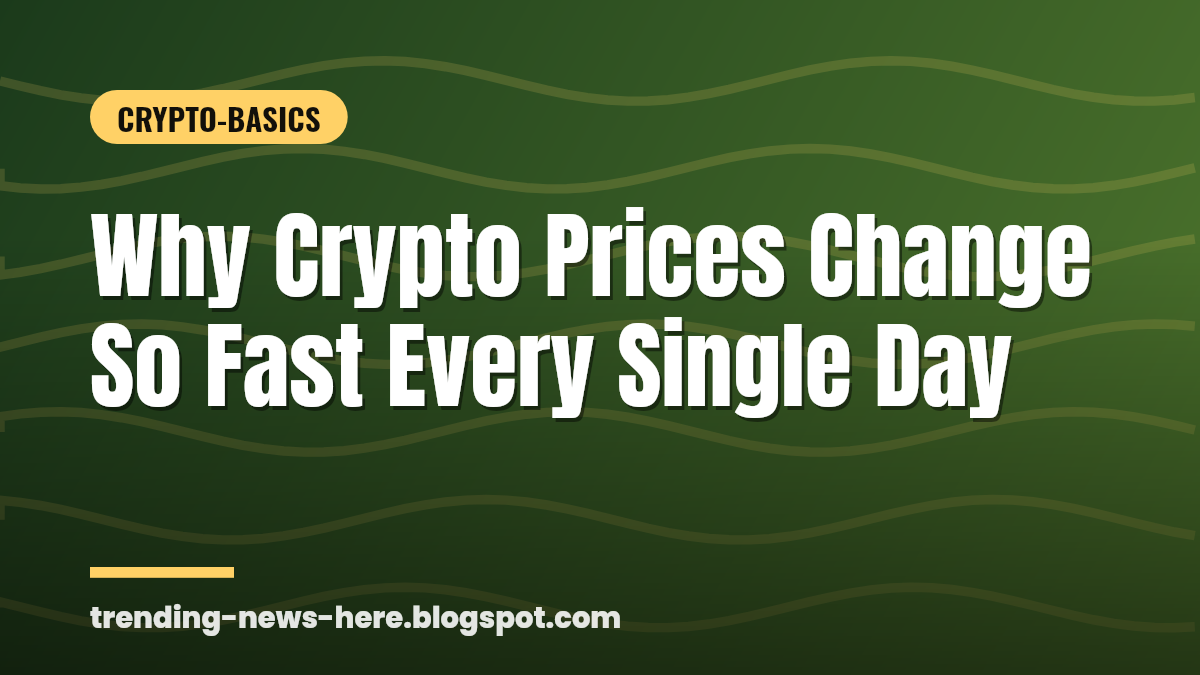 CRYPTO-BASICS
Why Crypto Prices Change
So Fast Every Single Day
trending-news-here.blogspot.com